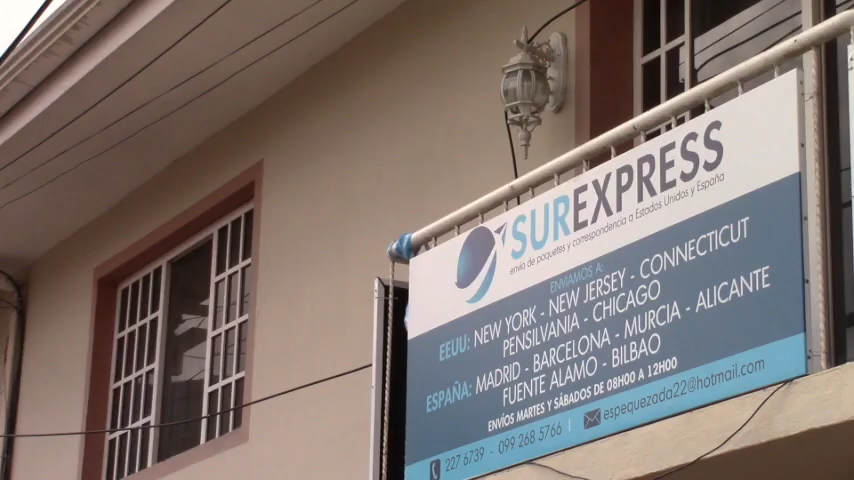 SUREXPRESS
envío de paquetes y correspondencia a Estados Unidos y España
ENVIAMOS A:
EEUU: NEW YORK - NEW JERSEY - CONNECTICUT
PENSILVANIA - CHICAGO
ESPAÑA: MADRID - BARCELONA - MURCIA - ALICANTE
FUENTE ALAMO - BILBAO
ENVÍOS MARTES Y SÁBADOS DE 08H00 A 12H00
227 6739 - 099 268 5766 | espequezada22@hotmail.com